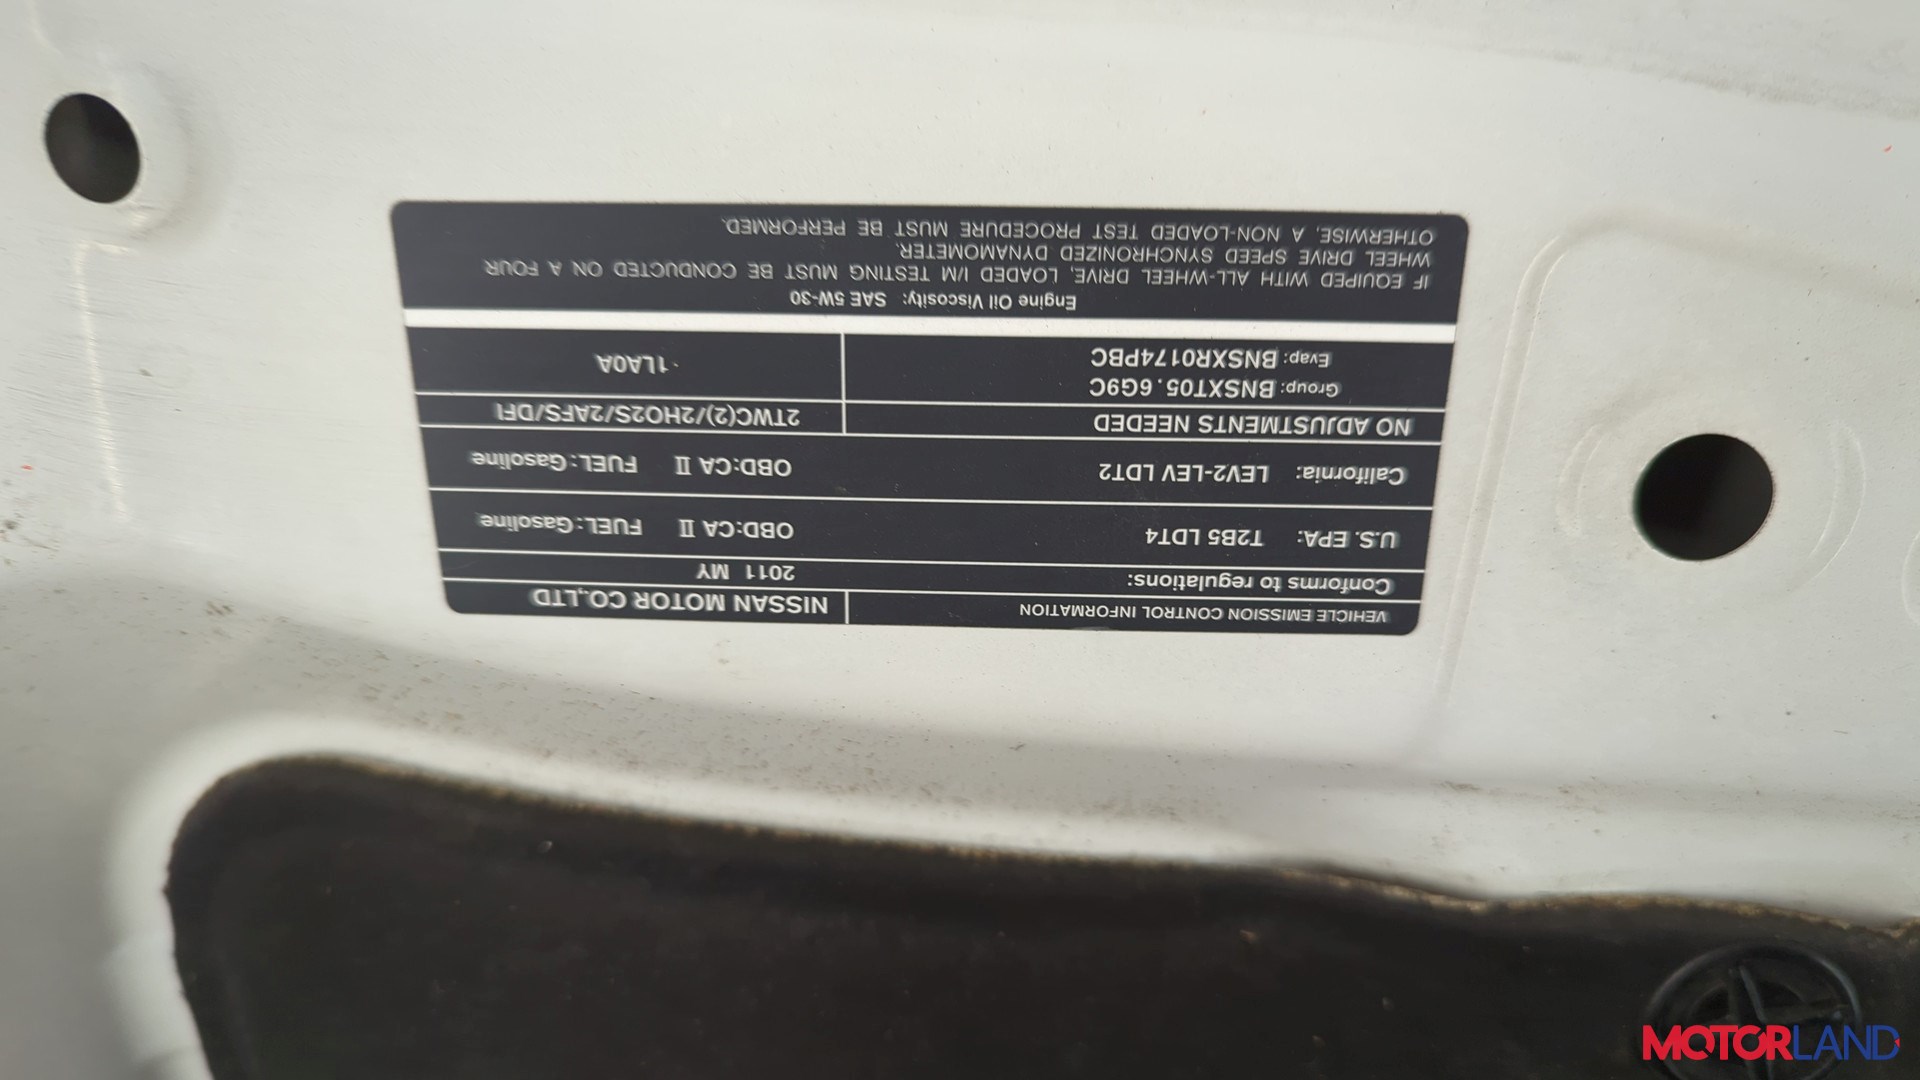 VEHICLE EMISSION CONTROL INFORMATION NISSAN MOTOR CO.,LTD
Conforms to regulations: 2011 MY
U.S. EPA: T2B5 LDT4 OBD:CA II FUEL:Gasoline
California: LEV2-LEV LDT2 OBD:CA II FUEL:Gasoline
NO ADJUSTMENTS NEEDED 2TWC(2)/2HO2S/2AFS/DFI
Group: BNSXT05.6G9C
Evap: BNSXR0174PBC 1LA0A
Engine Oil Viscosity: SAE 5W-30
IF EQUIPED WITH ALL-WHEEL DRIVE, LOADED I/M TESTING MUST BE CONDUCTED ON A FOUR
WHEEL DRIVE SPEED SYNCHRONIZED DYNAMOMETER.
OTHERWISE, A NON-LOADED TEST PROCEDURE MUST BE PERFORMED.
MOTORLAND